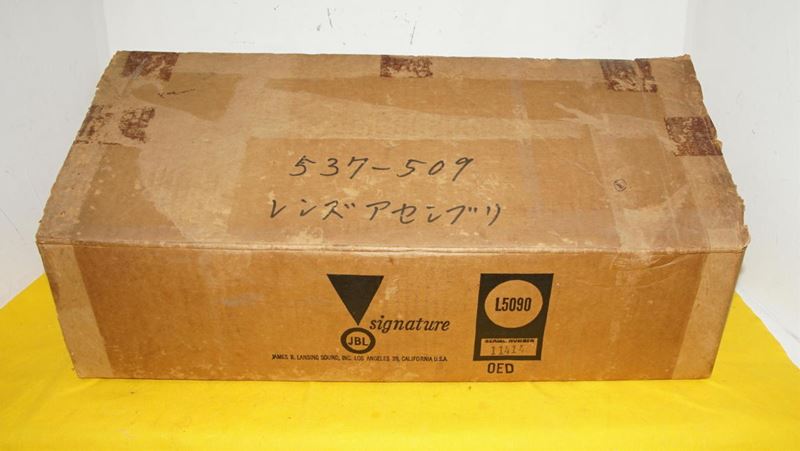 537-509
レンズアセンブリ
signature
JBL
JAMES B. LANSING SOUND, INC. LOS ANGELES 39, CALIFORNIA U.S.A
L5090
SERIAL NUMBER
11414
OED